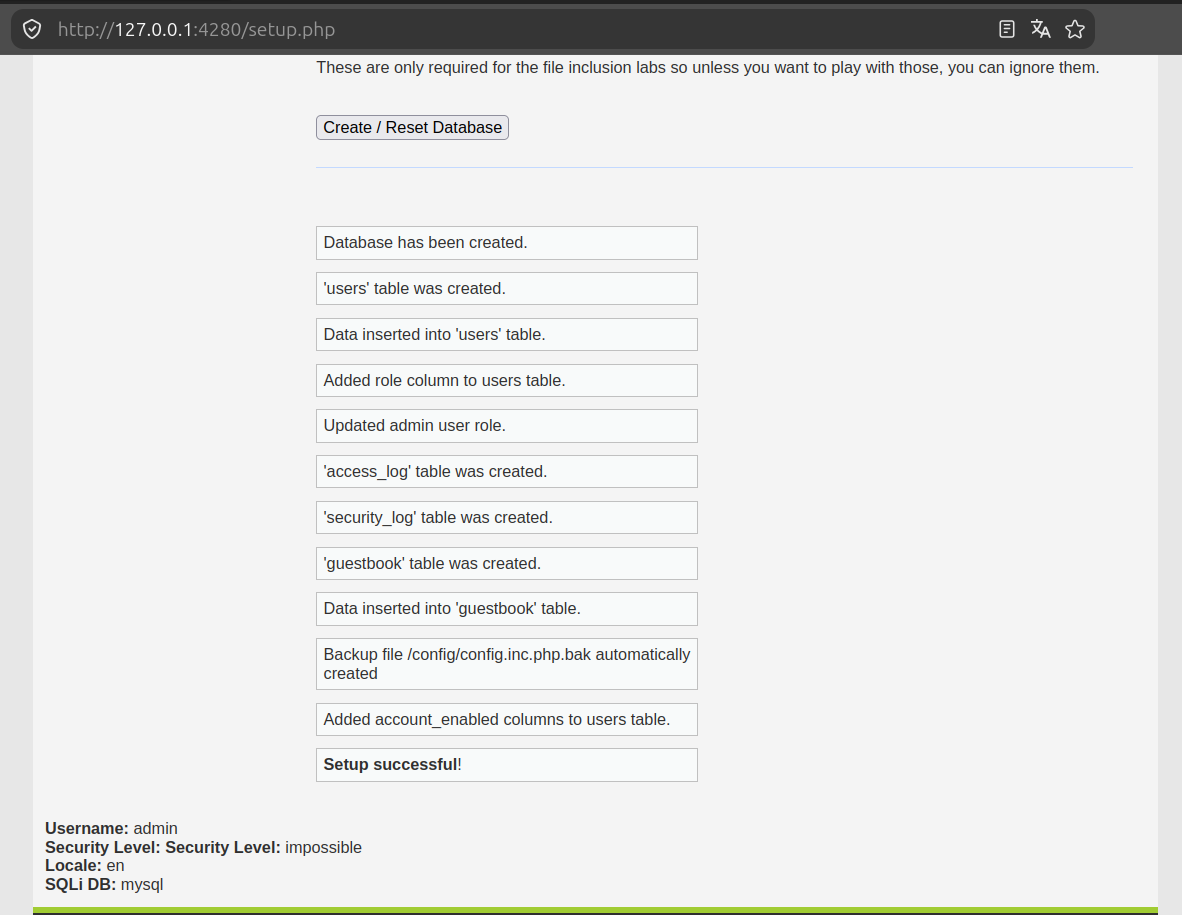 http://127.0.0.1:4280/setup.php
These are only required for the file inclusion labs so unless you want to play with those, you can ignore them.
Create / Reset Database
Database has been created.
'users' table was created.
Data inserted into 'users' table.
Added role column to users table.
Updated admin user role.
'access_log' table was created.
'security_log' table was created.
'guestbook' table was created.
Data inserted into 'guestbook' table.
Backup file /config/config.inc.php.bak automatically
created
Added account_enabled columns to users table.
Setup successful!
Username: admin
Security Level: Security Level: impossible
Locale: en
SQLi DB: mysql